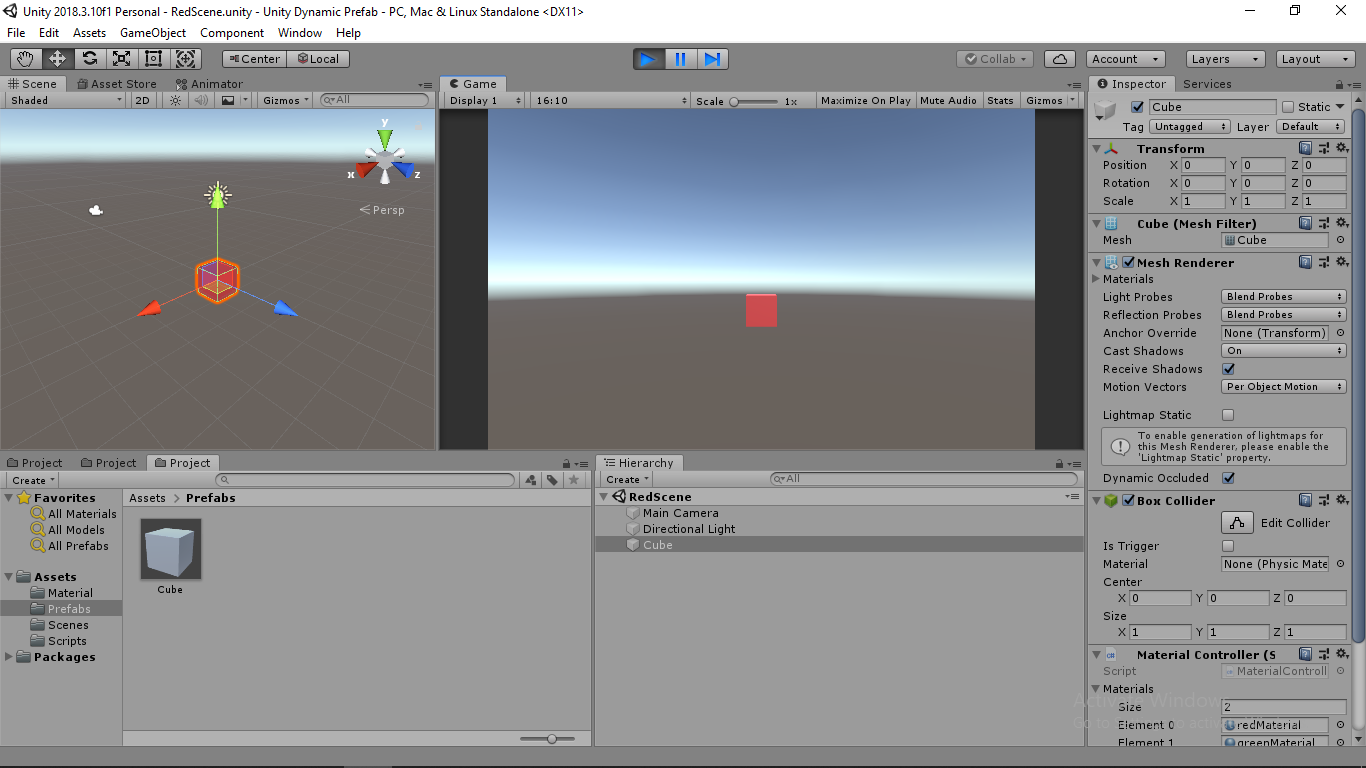 Unity 2018.3.10f1 Personal - RedScene.unity - Unity Dynamic Prefab - PC, Mac & Linux Standalone <DX11>
File Edit Assets GameObject Component Window Help
Center Local Collab Account Layers Layout
Scene Asset Store Animator
Shaded 2D Gizmos All
y
x z
Persp
Game
Display 1 16:10 Scale 1x Maximize On Play Mute Audio Stats Gizmos
Inspector Services
Cube Static
Tag Untagged Layer Default
Transform
Position X 0 Y 0 Z 0
Rotation X 0 Y 0 Z 0
Scale X 1 Y 1 Z 1
Cube (Mesh Filter)
Mesh Cube
Mesh Renderer
Materials
Light Probes Blend Probes
Reflection Probes Blend Probes
Anchor Override None (Transform)
Cast Shadows On
Receive Shadows
Motion Vectors Per Object Motion
Lightmap Static
To enable generation of lightmaps for
this Mesh Renderer, please enable the
'Lightmap Static' property.
Dynamic Occluded
Box Collider
Edit Collider
Is Trigger
Material None (Physic Mate
Center
X 0 Y 0 Z 0
Size
X 1 Y 1 Z 1
Material Controller (S
Script MaterialControll
Materials
Size 2
Element 0 redMaterial
Element 1 greenMaterial
Activate Windows
Project Project Project
Create
Favorites
All Materials
All Models
All Prefabs
Assets
Material
Prefabs
Scenes
Scripts
Packages
Assets > Prefabs
Cube
Hierarchy
Create All
RedScene
Main Camera
Directional Light
Cube